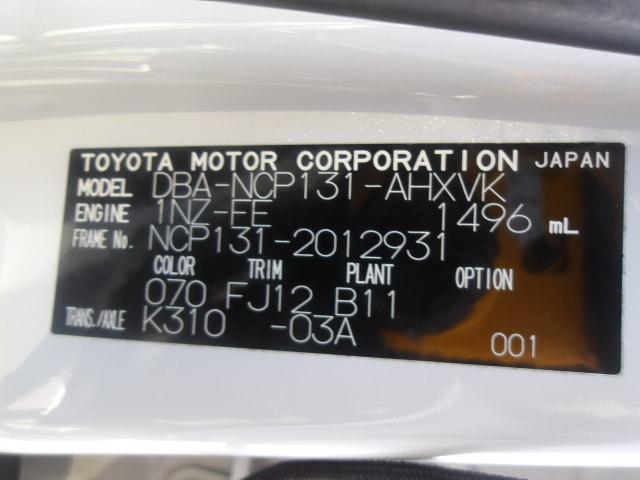 TOYOTA MOTOR CORPORATION JAPAN
MODEL DBA-NCP131-AHXVK
ENGINE 1NZ-FE 1496 mL
FRAME No. NCP131-2012931
COLOR TRIM PLANT OPTION
070 FJ12 B11
TRANS./AXLE K310 -03A 001